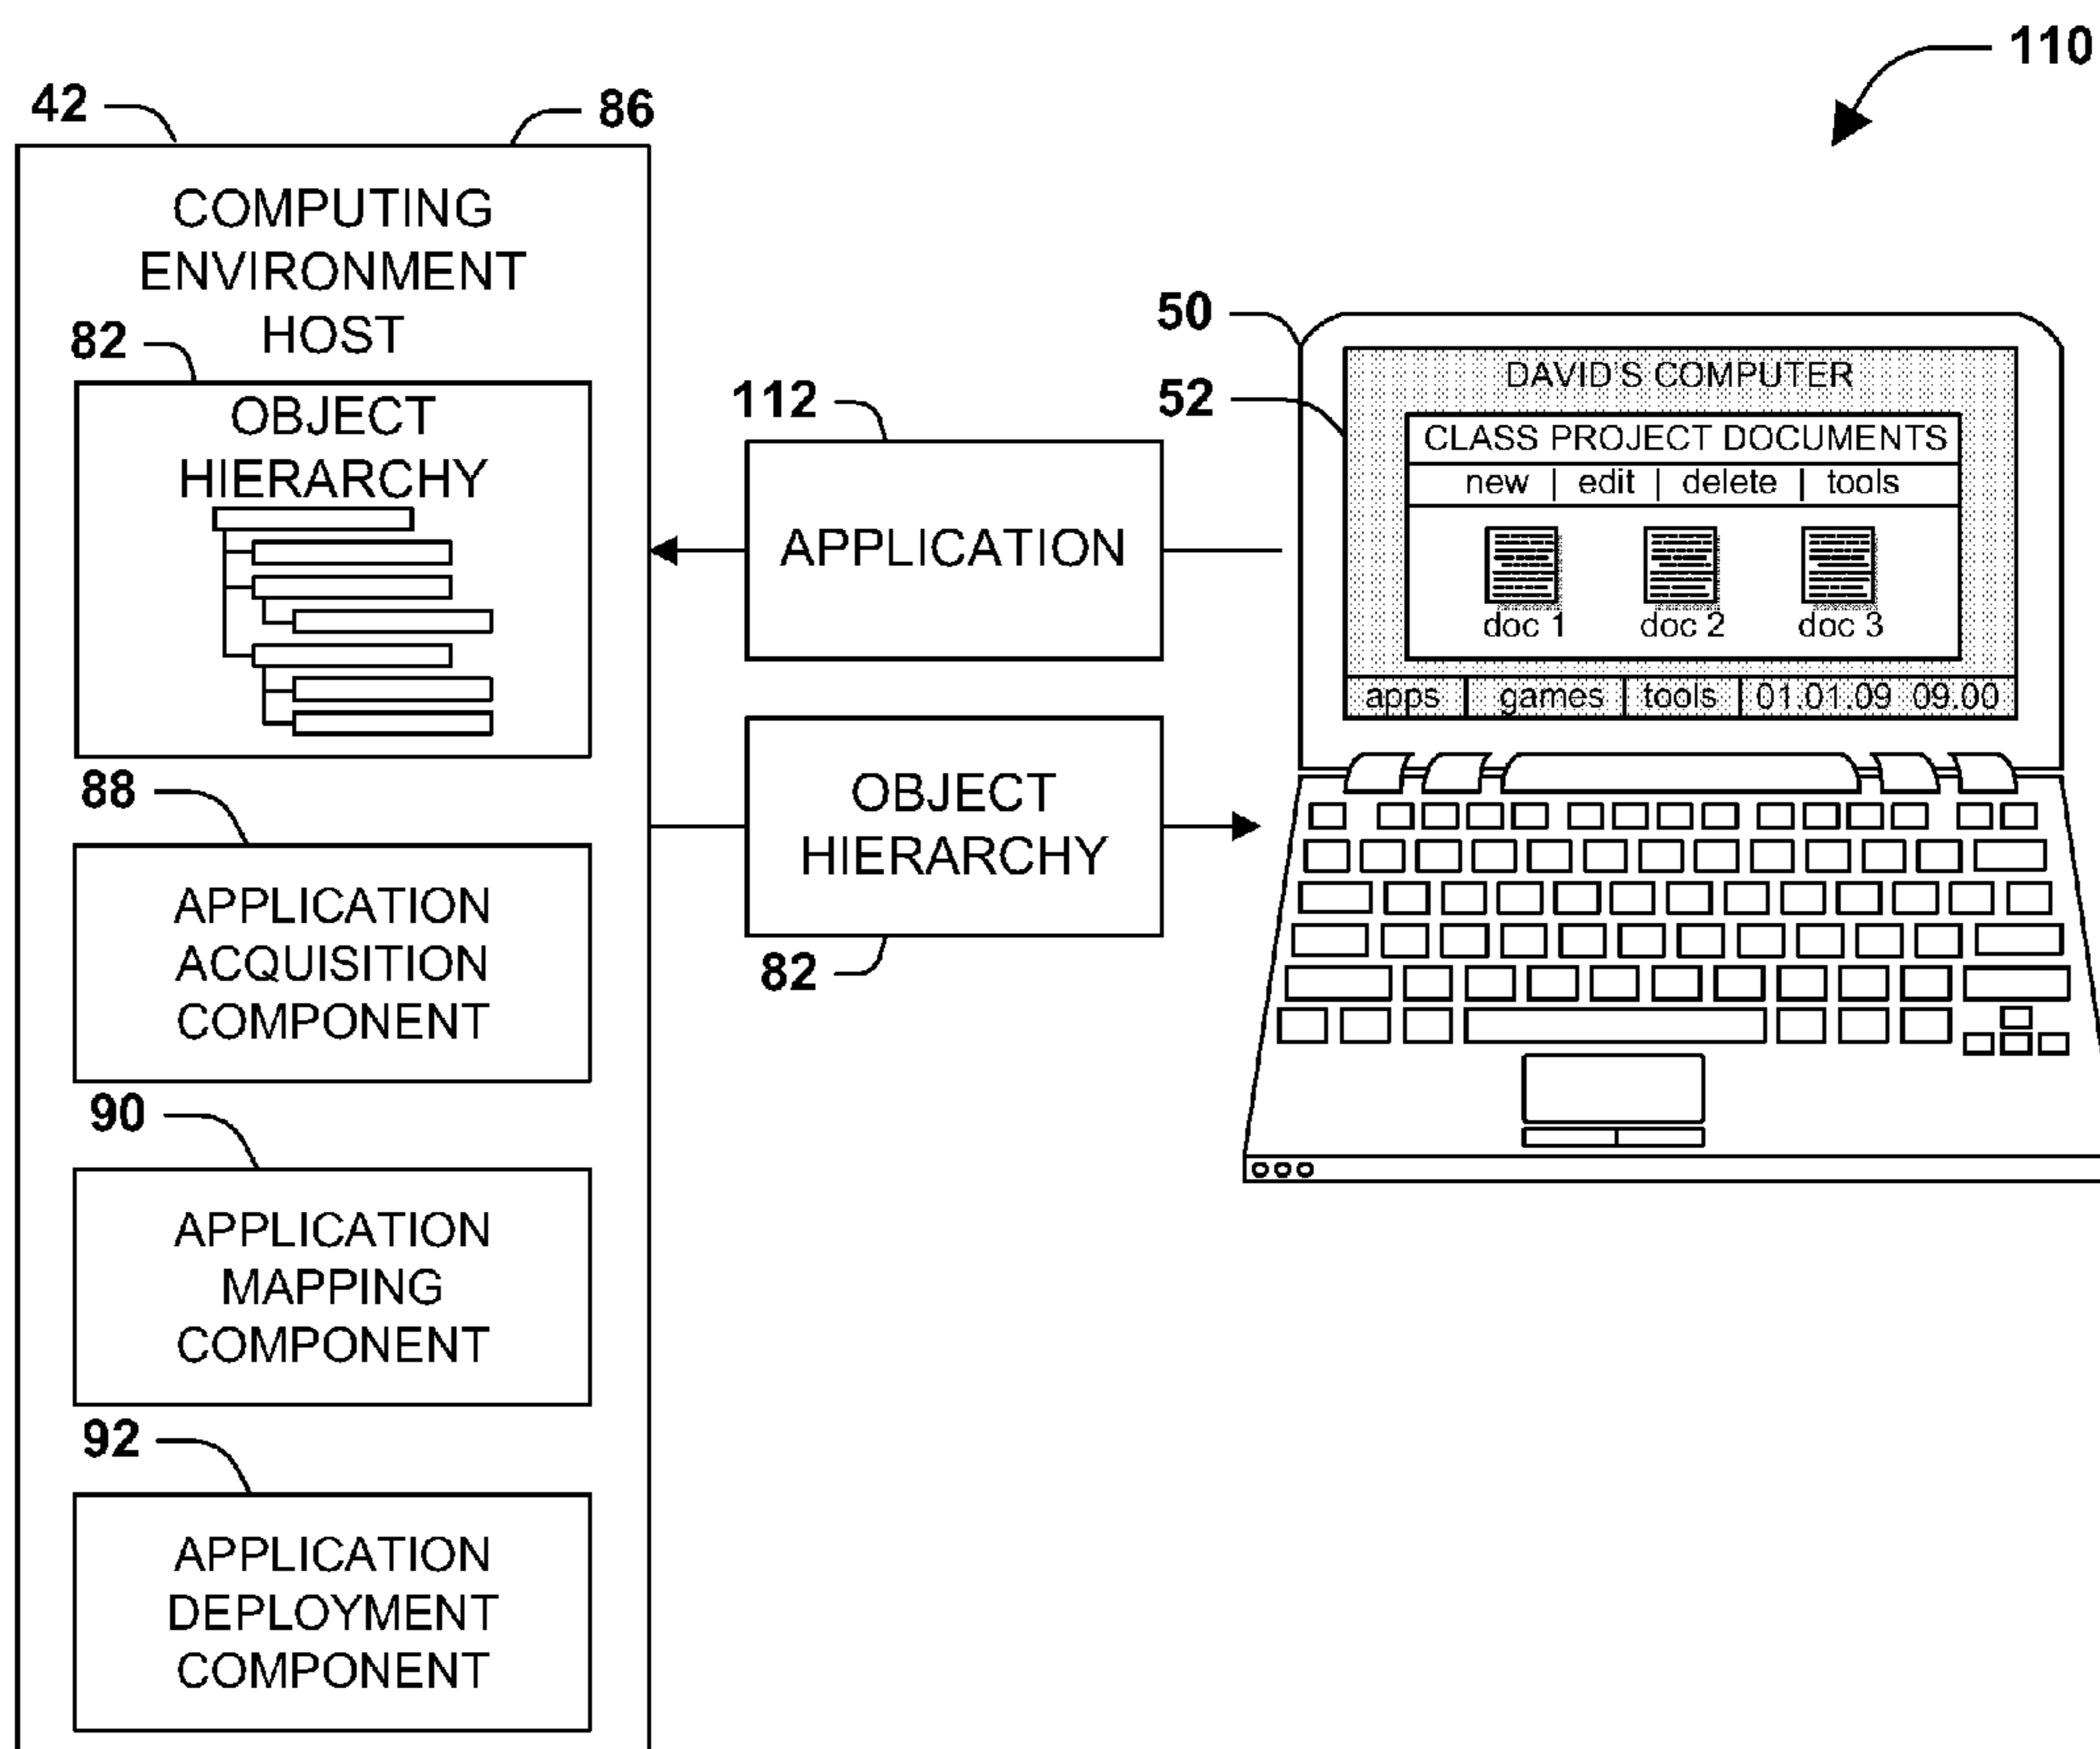 110
42
86
COMPUTING
ENVIRONMENT
HOST
82
OBJECT
HIERARCHY
88
APPLICATION
ACQUISITION
COMPONENT
90
APPLICATION
MAPPING
COMPONENT
92
APPLICATION
DEPLOYMENT
COMPONENT
112
APPLICATION
OBJECT
HIERARCHY
82
50
52
DAVID'S COMPUTER
CLASS PROJECT DOCUMENTS
new | edit | delete | tools
doc 1 doc 2 doc 3
apps games tools 01.01.09 09.00